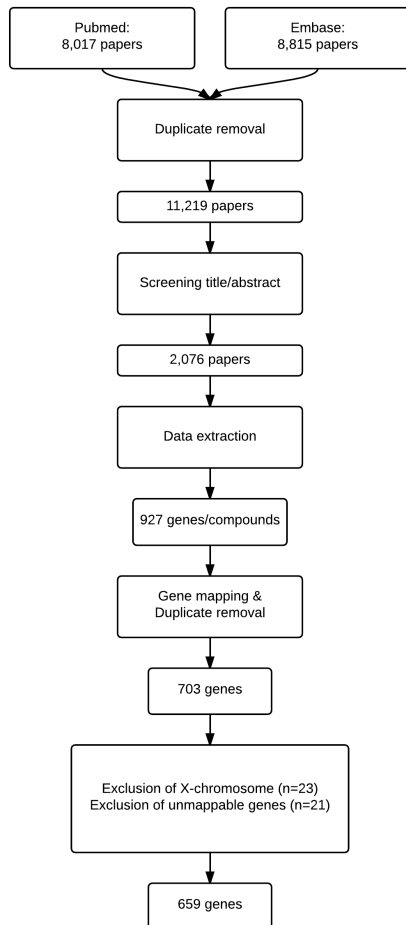 Pubmed:
8,017 papers
Embase:
8,815 papers
Duplicate removal
11,219 papers
Screening title/abstract
2,076 papers
Data extraction
927 genes/compounds
Gene mapping &
Duplicate removal
703 genes
Exclusion of X-chromosome (n=23)
Exclusion of unmappable genes (n=21)
659 genes